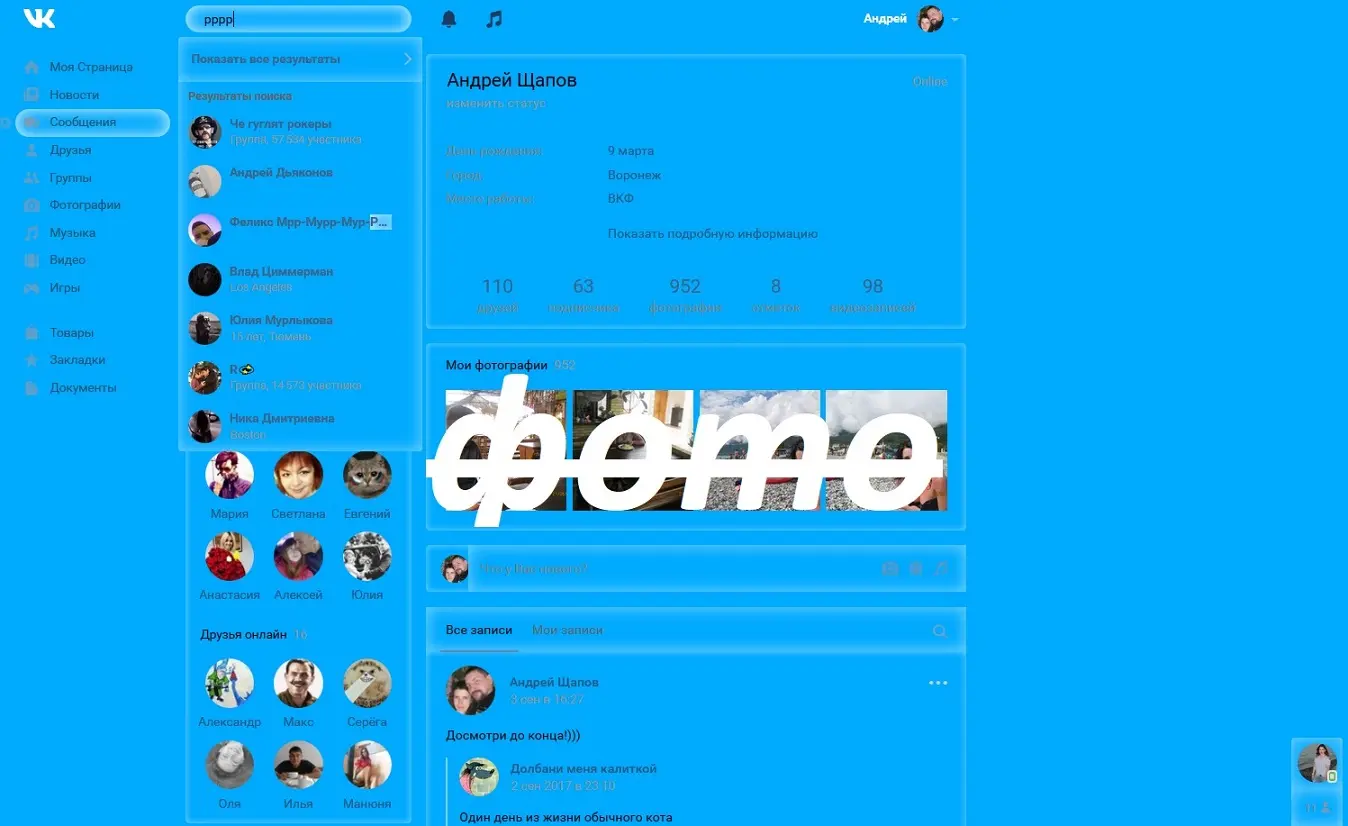 VK
pppp
Андрей
Моя Страница
Новости
Сообщения
Друзья
Группы
Фотографии
Музыка
Видео
Игры
Товары
Закладки
Документы
Показать все результаты
Результаты поиска
Че гуглят рокеры
Группа, 57 534 участника
Андрей Дьяконов
Феликс Мрр-Мурр-Мур-Р...
Влад Циммерман
Los Angeles
Юлия Мурлыкова
15 лет, Тюмень
R
Группа, 14 573 участника
Ника Дмитриевна
Boston
Мария
Светлана
Евгений
Анастасия
Алексей
Юлия
Друзья онлайн 16
Александр
Макс
Серёга
Оля
Илья
Манюня
Андрей Щапов
Online
изменить статус
День рождения:
9 марта
Город:
Воронеж
Место работы:
ВКФ
Показать подробную информацию
110
друзей
63
подписчика
952
фотографии
8
отметок
98
видеозаписей
Мои фотографии 952
фото
Что у Вас нового?
Все записи
Мои записи
Андрей Щапов
3 сен в 16:27
Досмотри до конца!)))
Долбани меня калиткой
2 сен 2017 в 23:10
Один день из жизни обычного кота
11